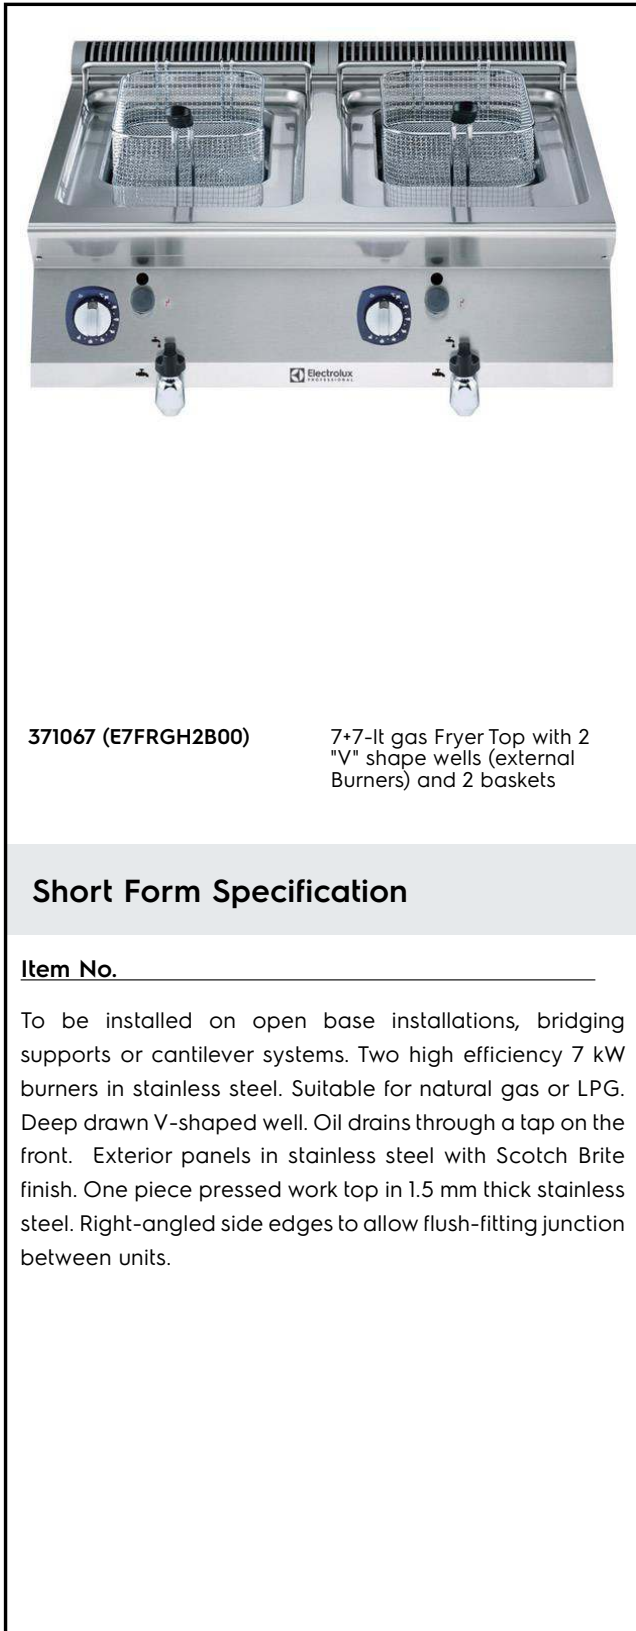 Electrolux
PROFESSIONAL
371067 (E7FRGH2B00)
7+7-lt gas Fryer Top with 2
"V" shape wells (external
Burners) and 2 baskets
Short Form Specification
Item No.
To be installed on open base installations, bridging
supports or cantilever systems. Two high efficiency 7 kW
burners in stainless steel. Suitable for natural gas or LPG.
Deep drawn V-shaped well. Oil drains through a tap on the
front. Exterior panels in stainless steel with Scotch Brite
finish. One piece pressed work top in 1.5 mm thick stainless
steel. Right-angled side edges to allow flush-fitting junction
between units.